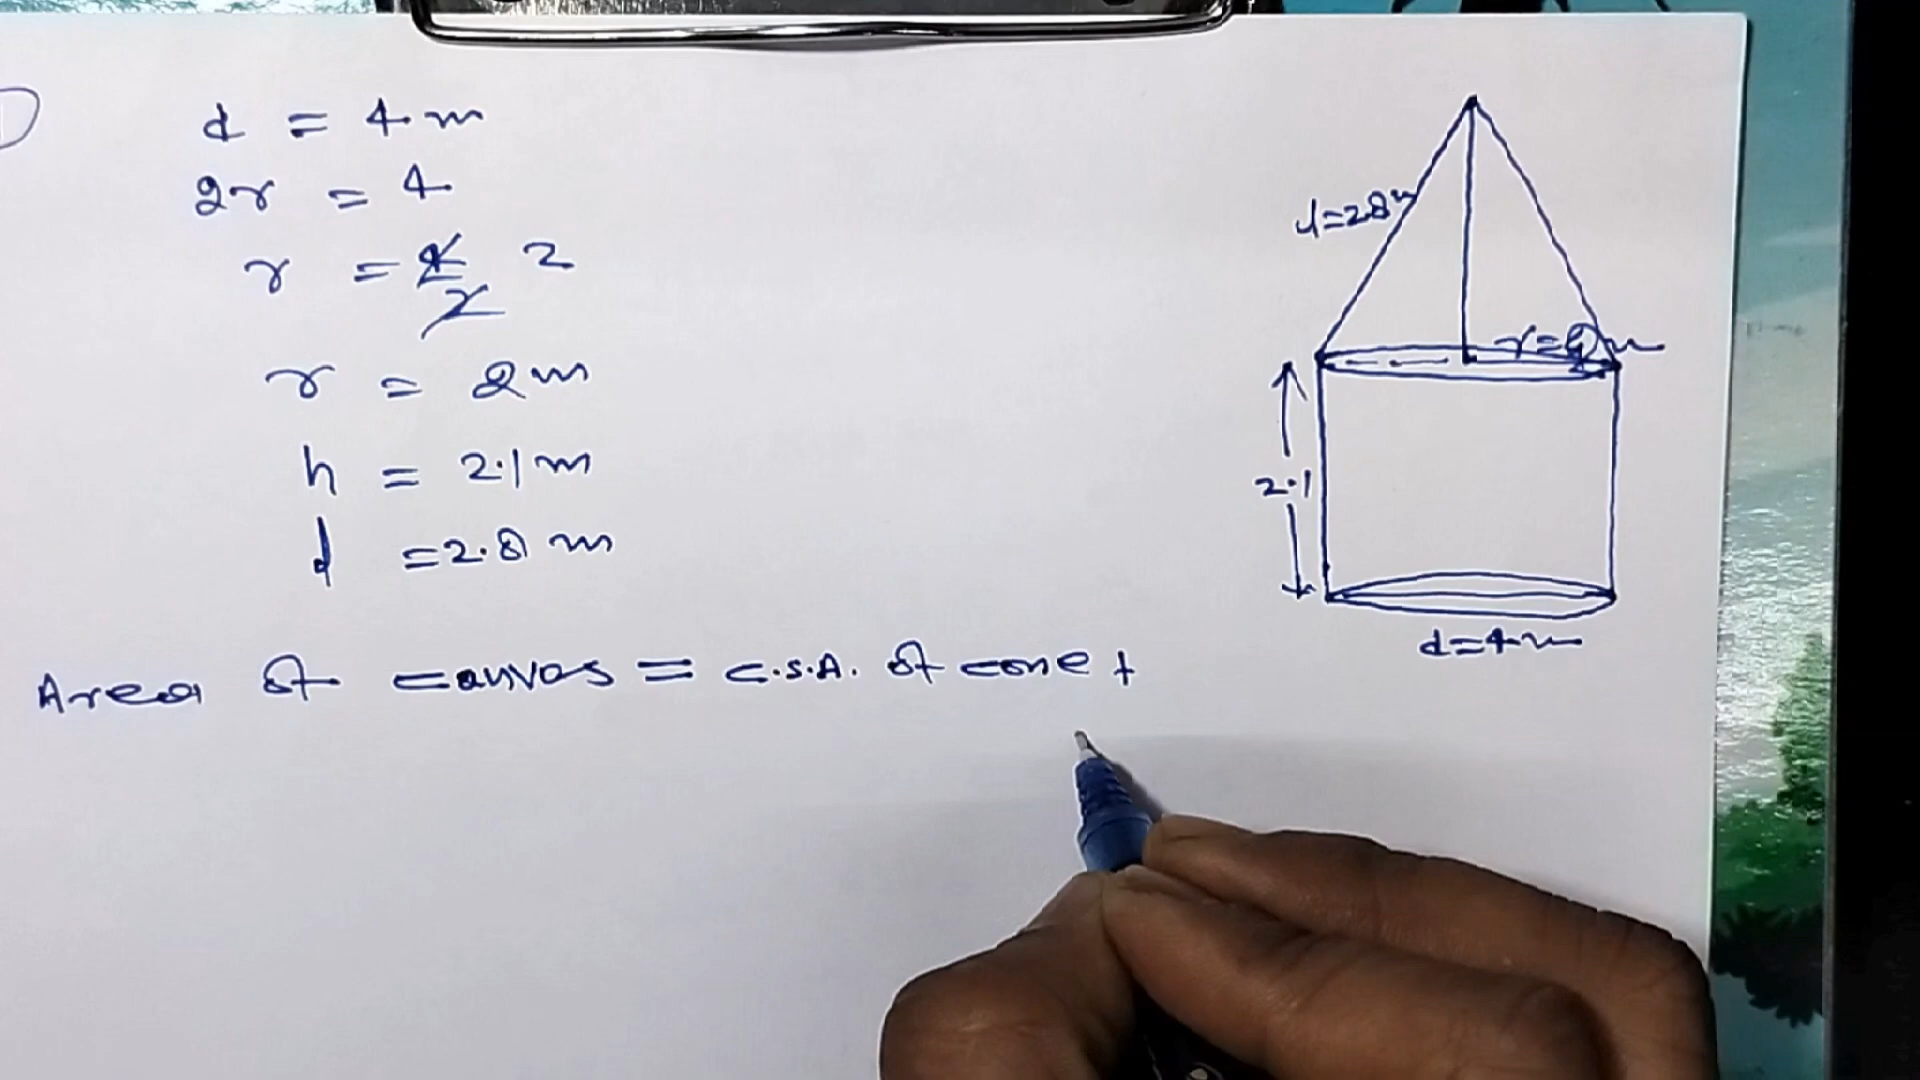 d = 4m
2r = 4
r = 4/2 2
r = 2m
h = 2.1m
l = 2.8 m
Area of canvas = C.S.A. of cone +
l=2.8m
r=2m
2.1
d=4m